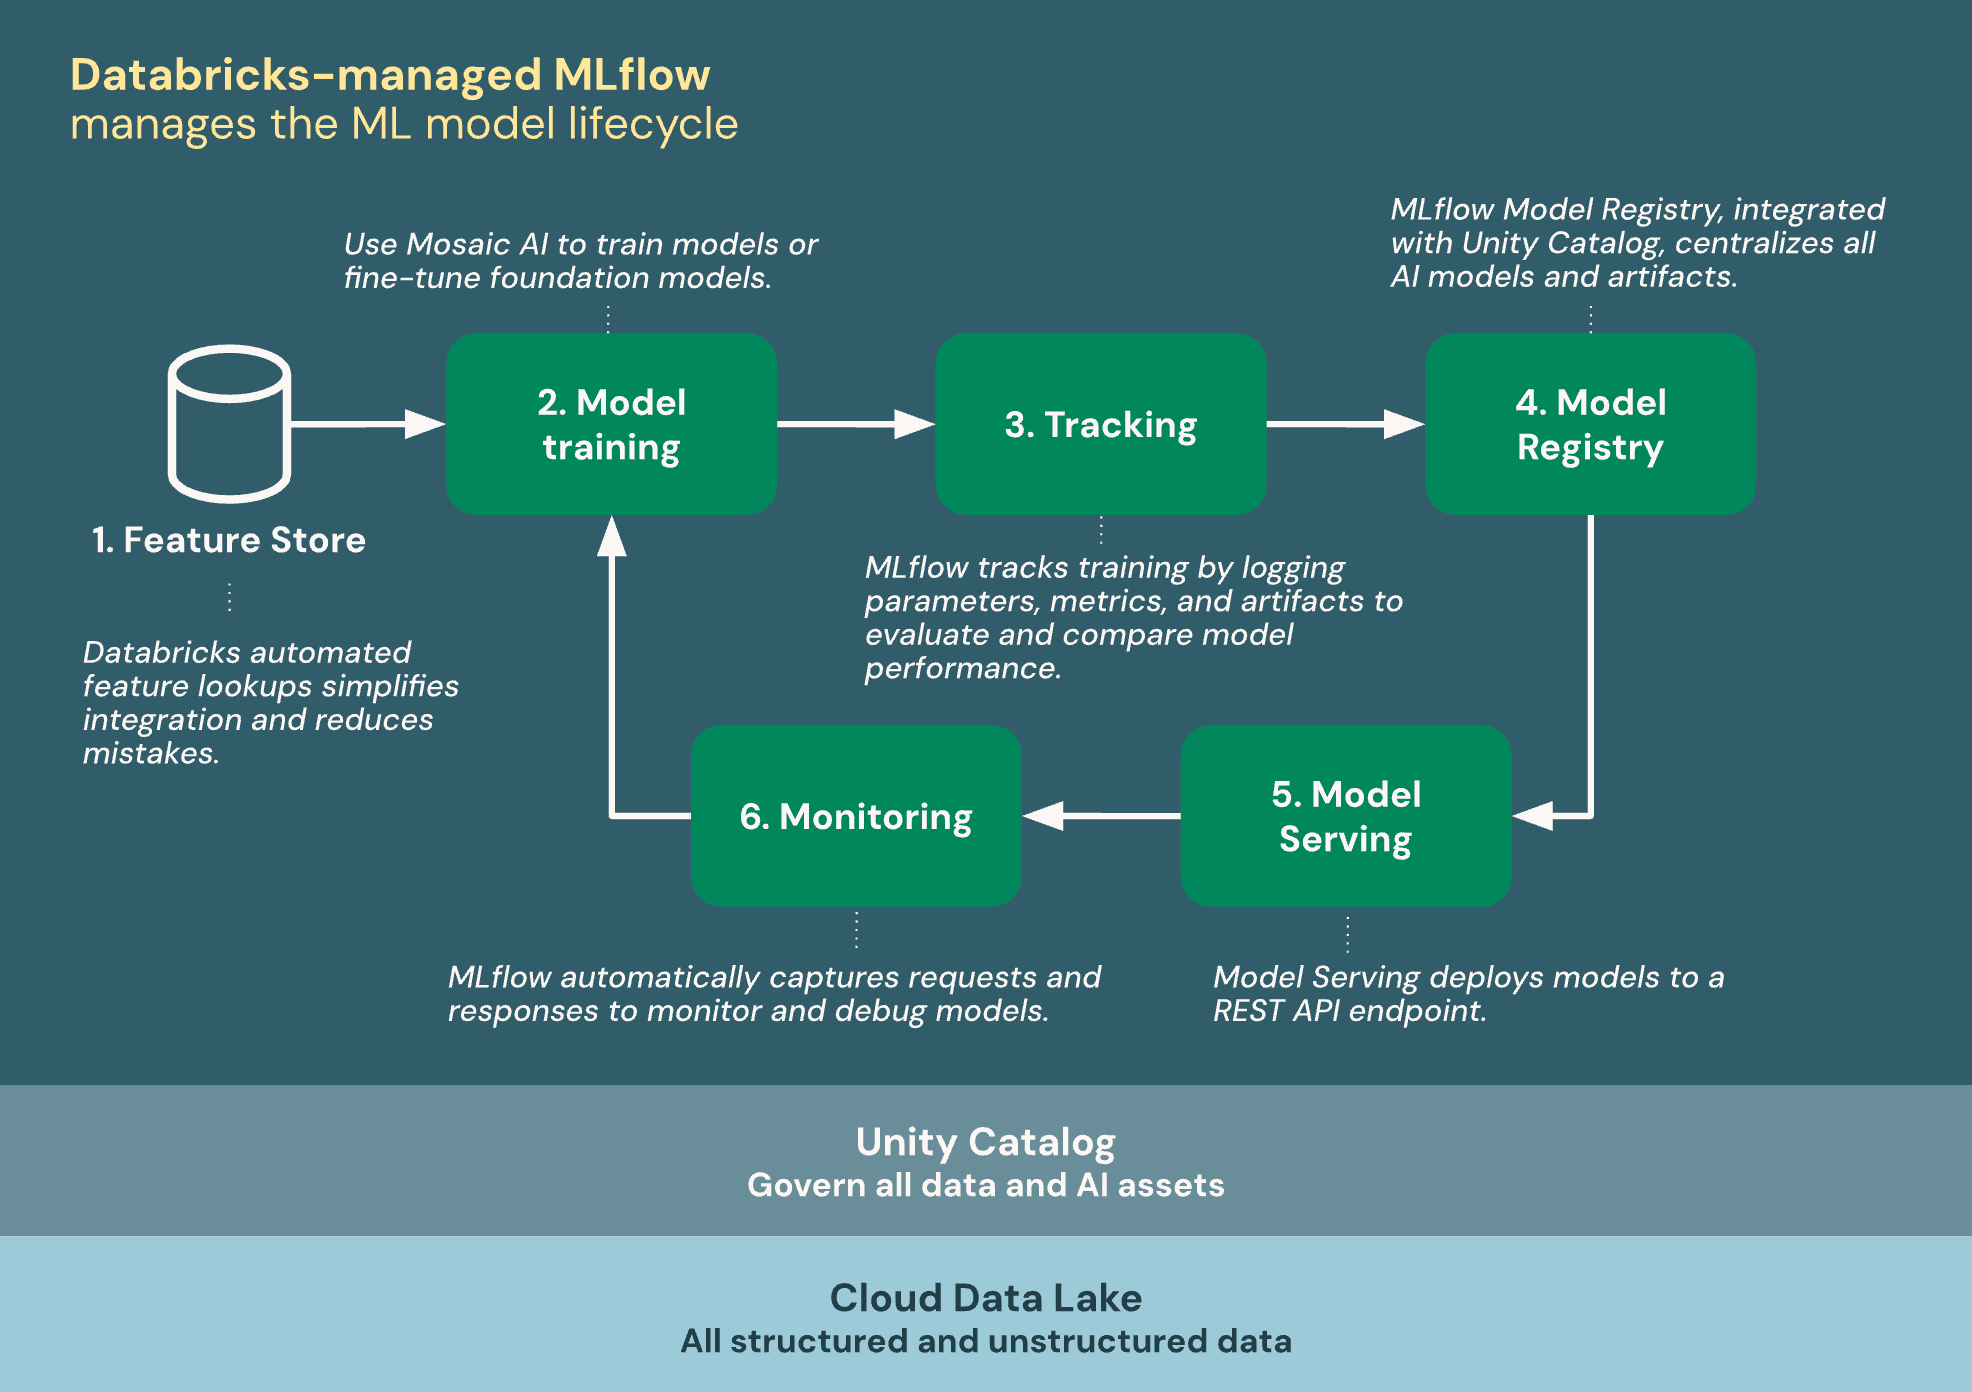 Databricks-managed MLflow
manages the ML model lifecycle
Use Mosaic AI to train models or
fine-tune foundation models.
MLflow Model Registry, integrated
with Unity Catalog, centralizes all
AI models and artifacts.
1. Feature Store
Databricks automated
feature lookups simplifies
integration and reduces
mistakes.
2. Model
training
3. Tracking
MLflow tracks training by logging
parameters, metrics, and artifacts to
evaluate and compare model
performance.
4. Model
Registry
5. Model
Serving
Model Serving deploys models to a
REST API endpoint.
6. Monitoring
MLflow automatically captures requests and
responses to monitor and debug models.
Unity Catalog
Govern all data and AI assets
Cloud Data Lake
All structured and unstructured data